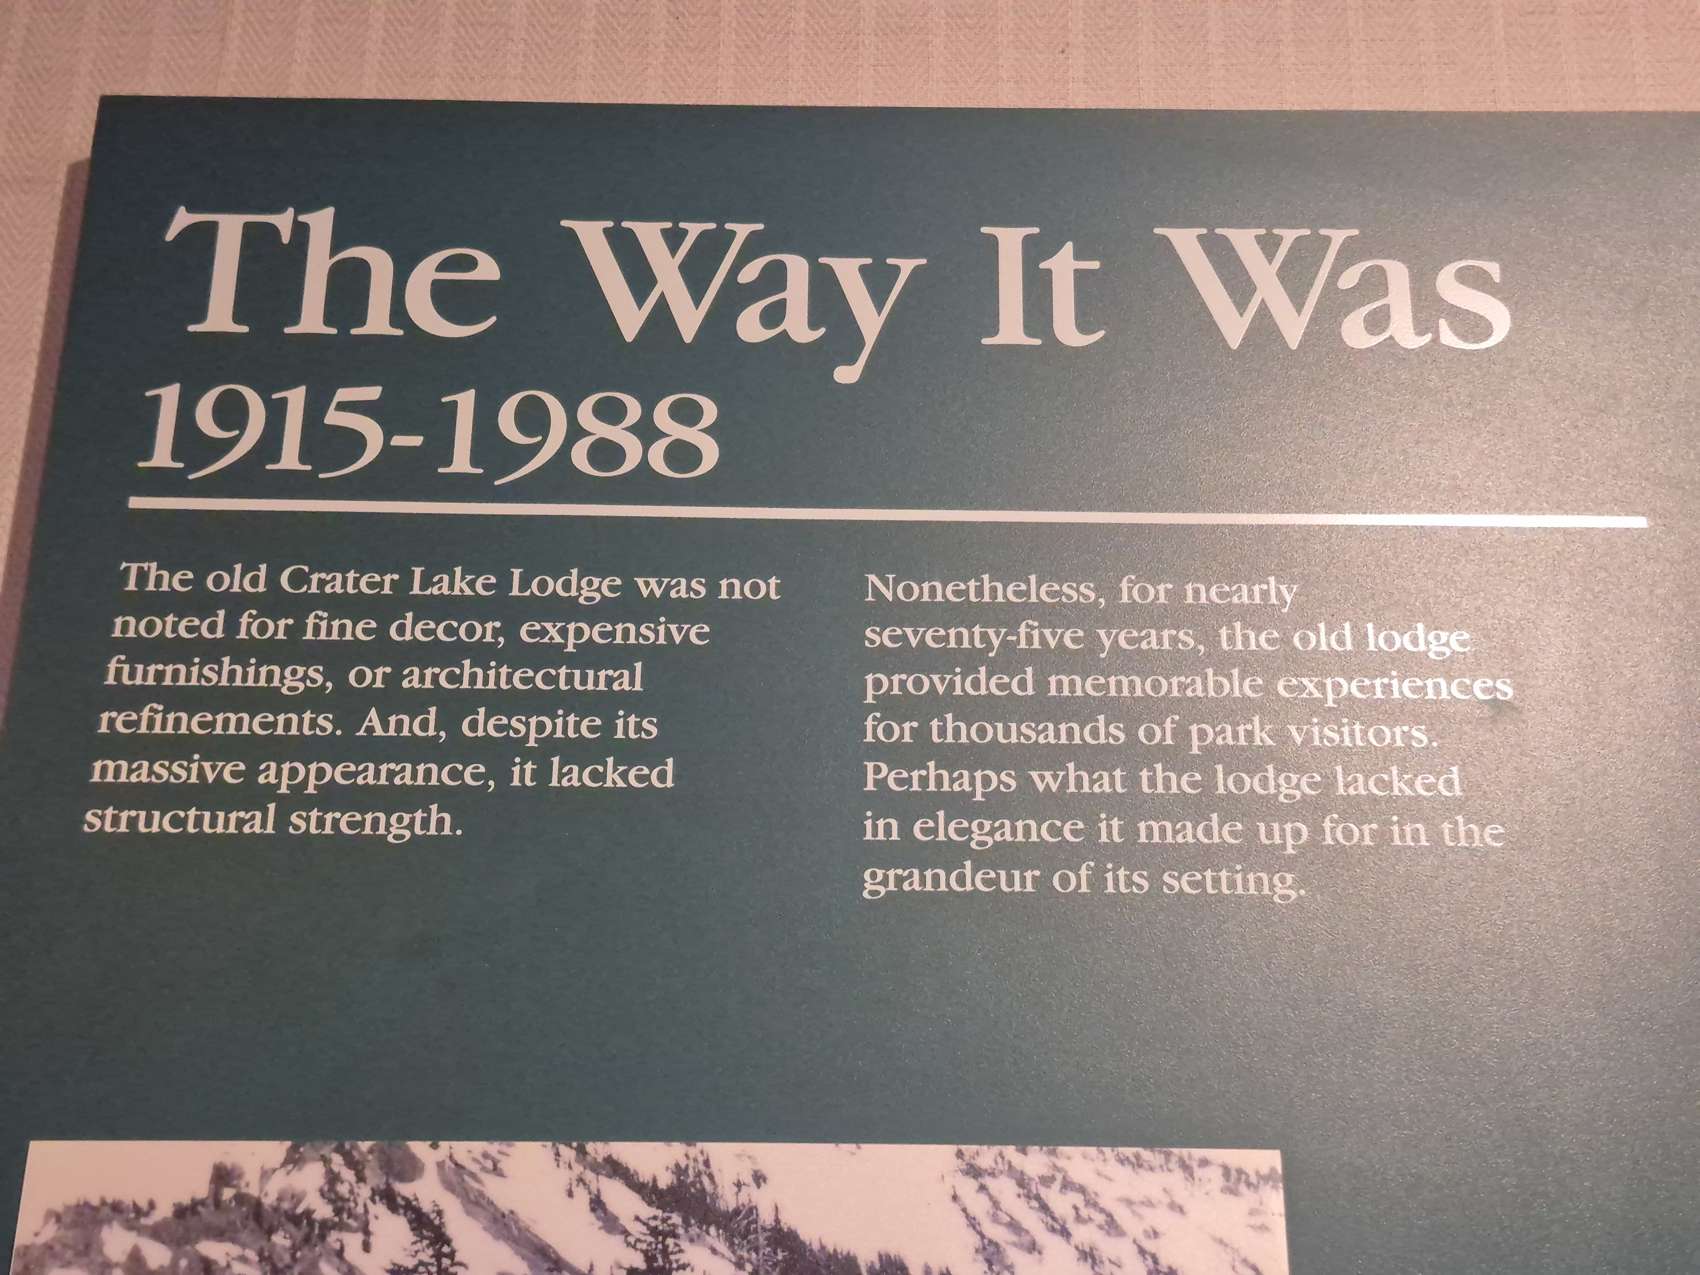 The Way It Was
1915-1988
The old Crater Lake Lodge was not
noted for fine decor, expensive
furnishings, or architectural
refinements. And, despite its
massive appearance, it lacked
structural strength.
Nonetheless, for nearly
seventy-five years, the old lodge
provided memorable experiences
for thousands of park visitors.
Perhaps what the lodge lacked
in elegance it made up for in the
grandeur of its setting.